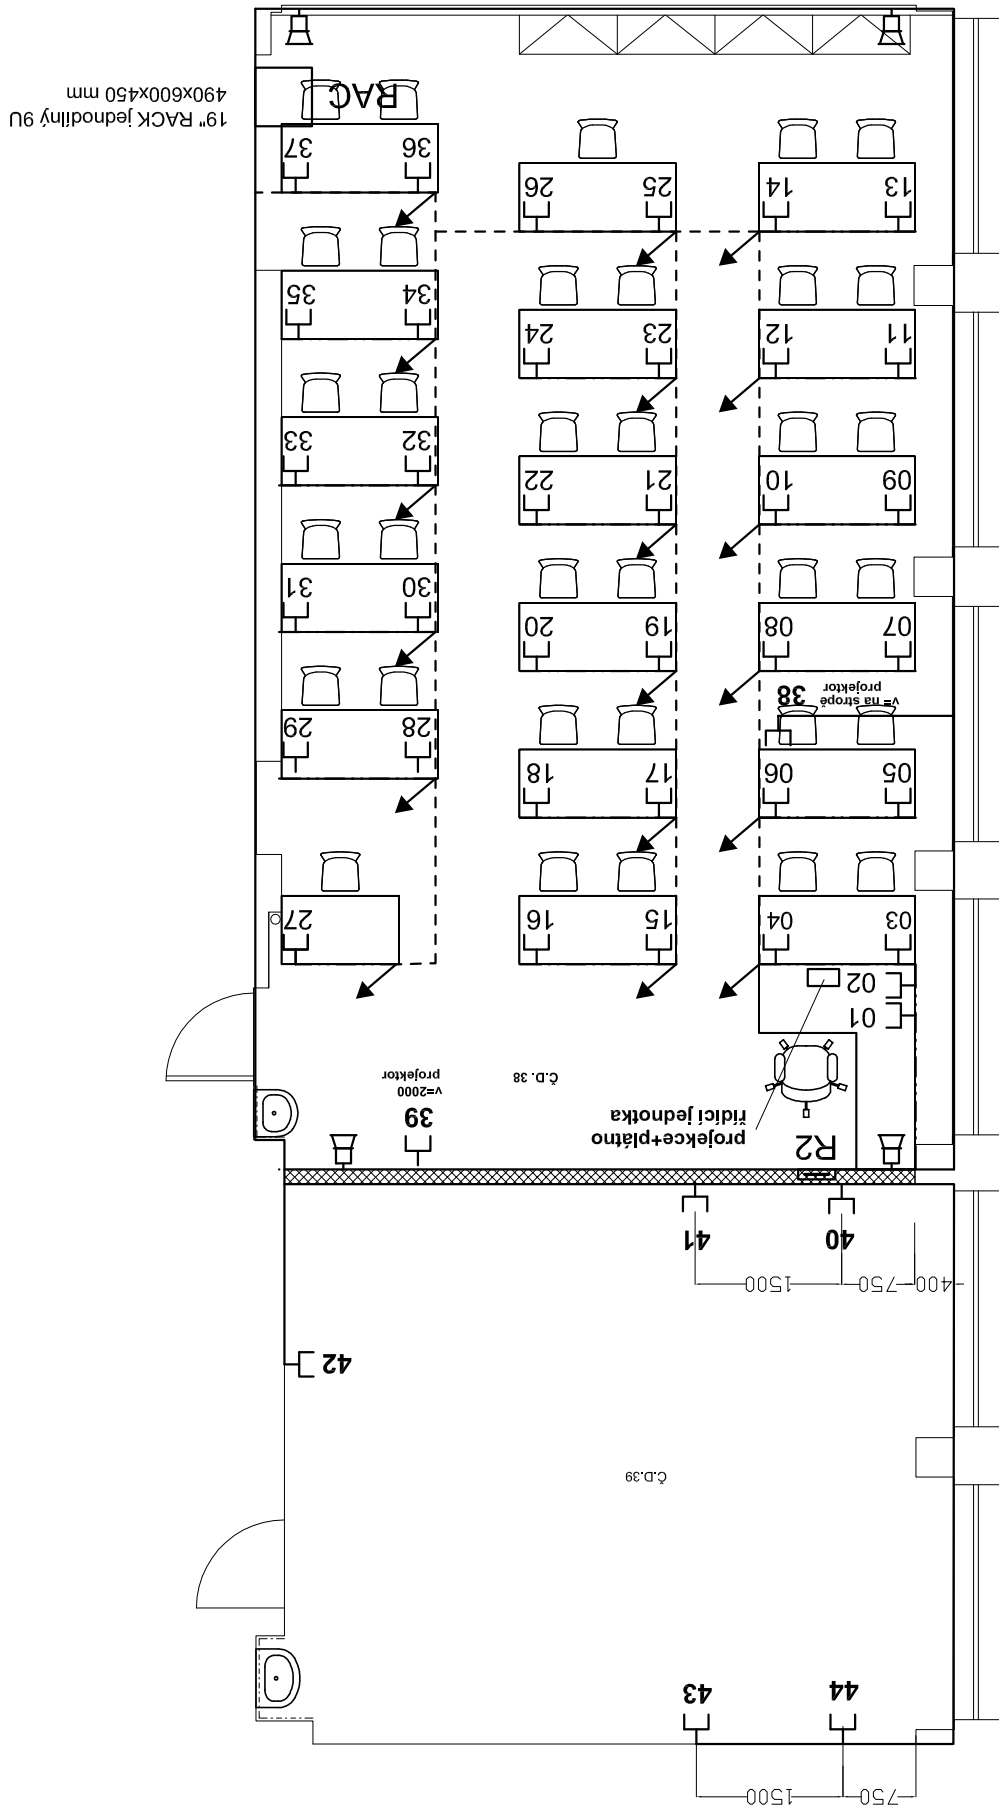 750 1500
44 43
Č.D.39
42
400 750 1500
40 41
R2
projekce+plátno
řídící jednotka
39
v=2000
projektor
Č.D. 38
01
02
03 04 15 16 27
05 06 17 18 28 29
v= na stropě
projektor
38
07 08 19 20 30 31
09 10 21 22 32 33
11 12 23 24 34 35
13 14 25 26 36 37
RAC
19" RACK jednodílný 9U
490x600x450 mm